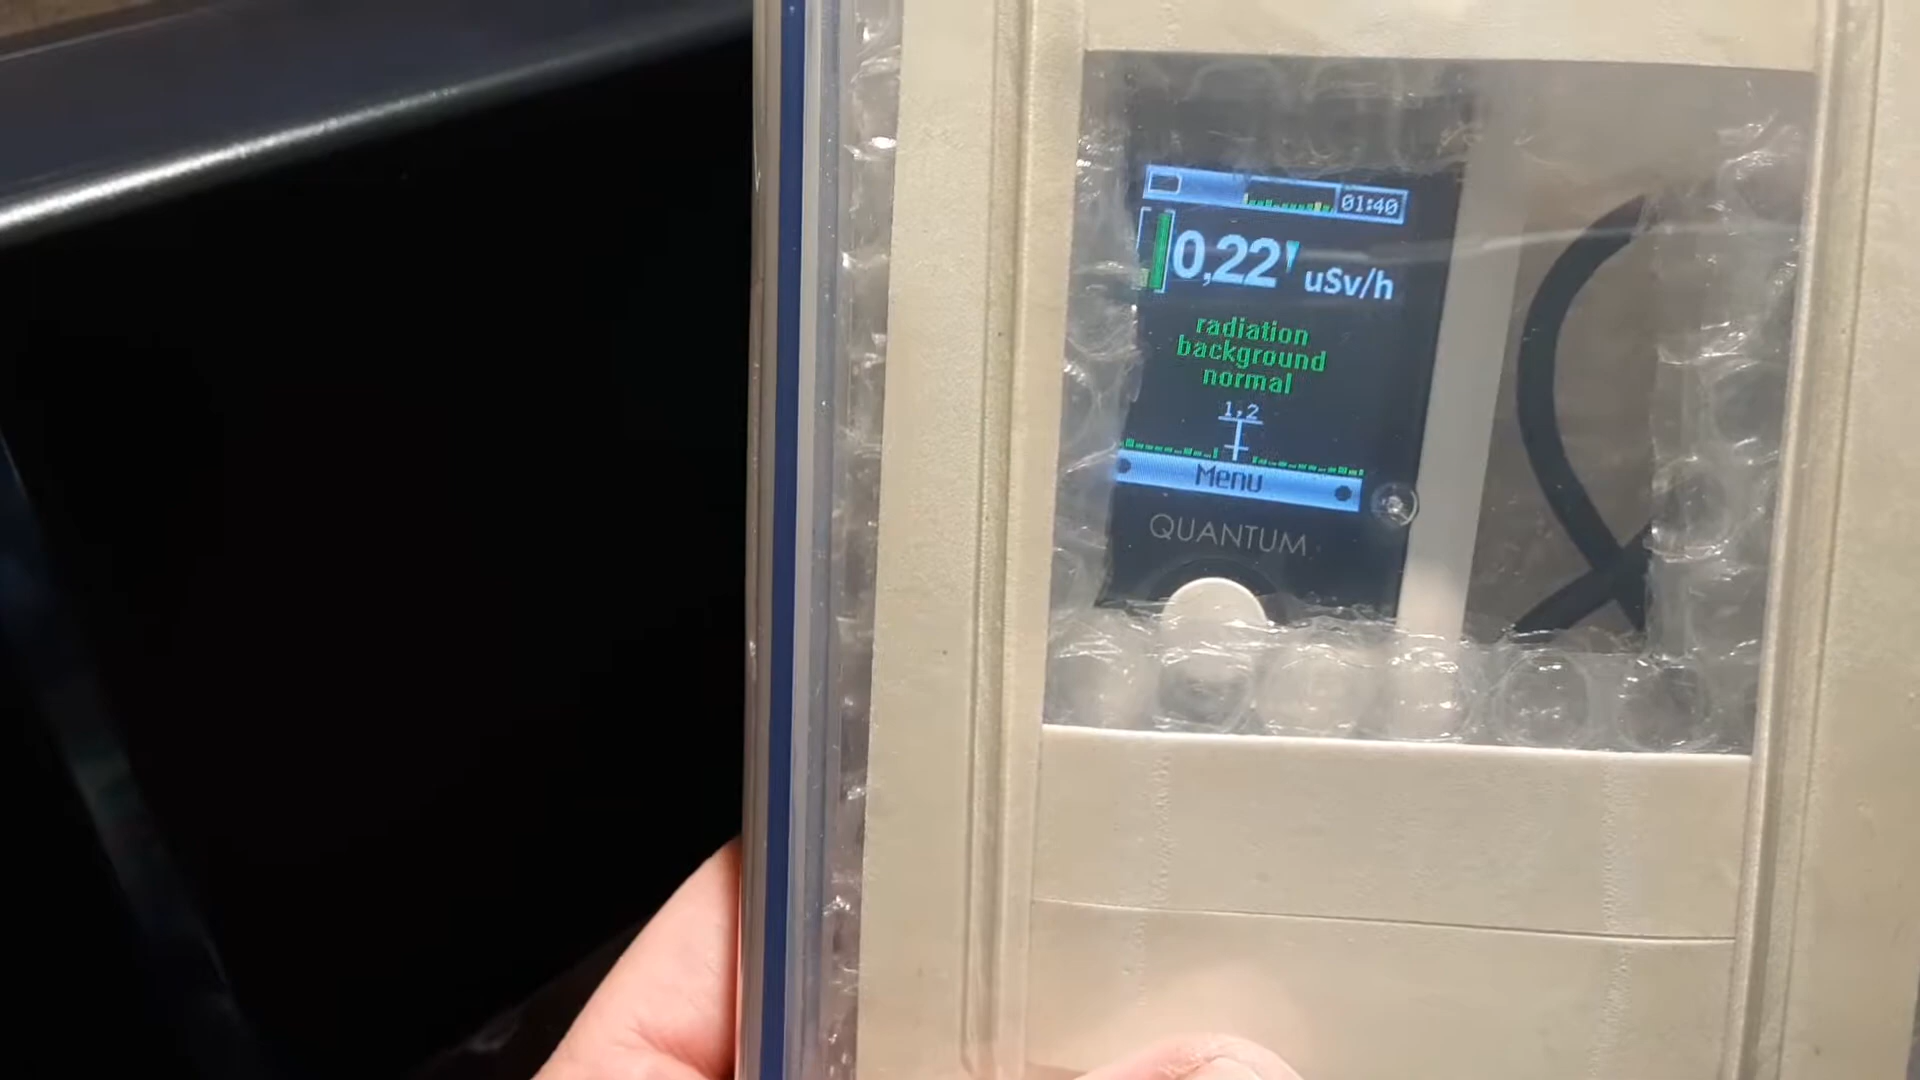 01:40
0,22 uSv/h
radiation
background
normal
1,2
Menu
QUANTUM